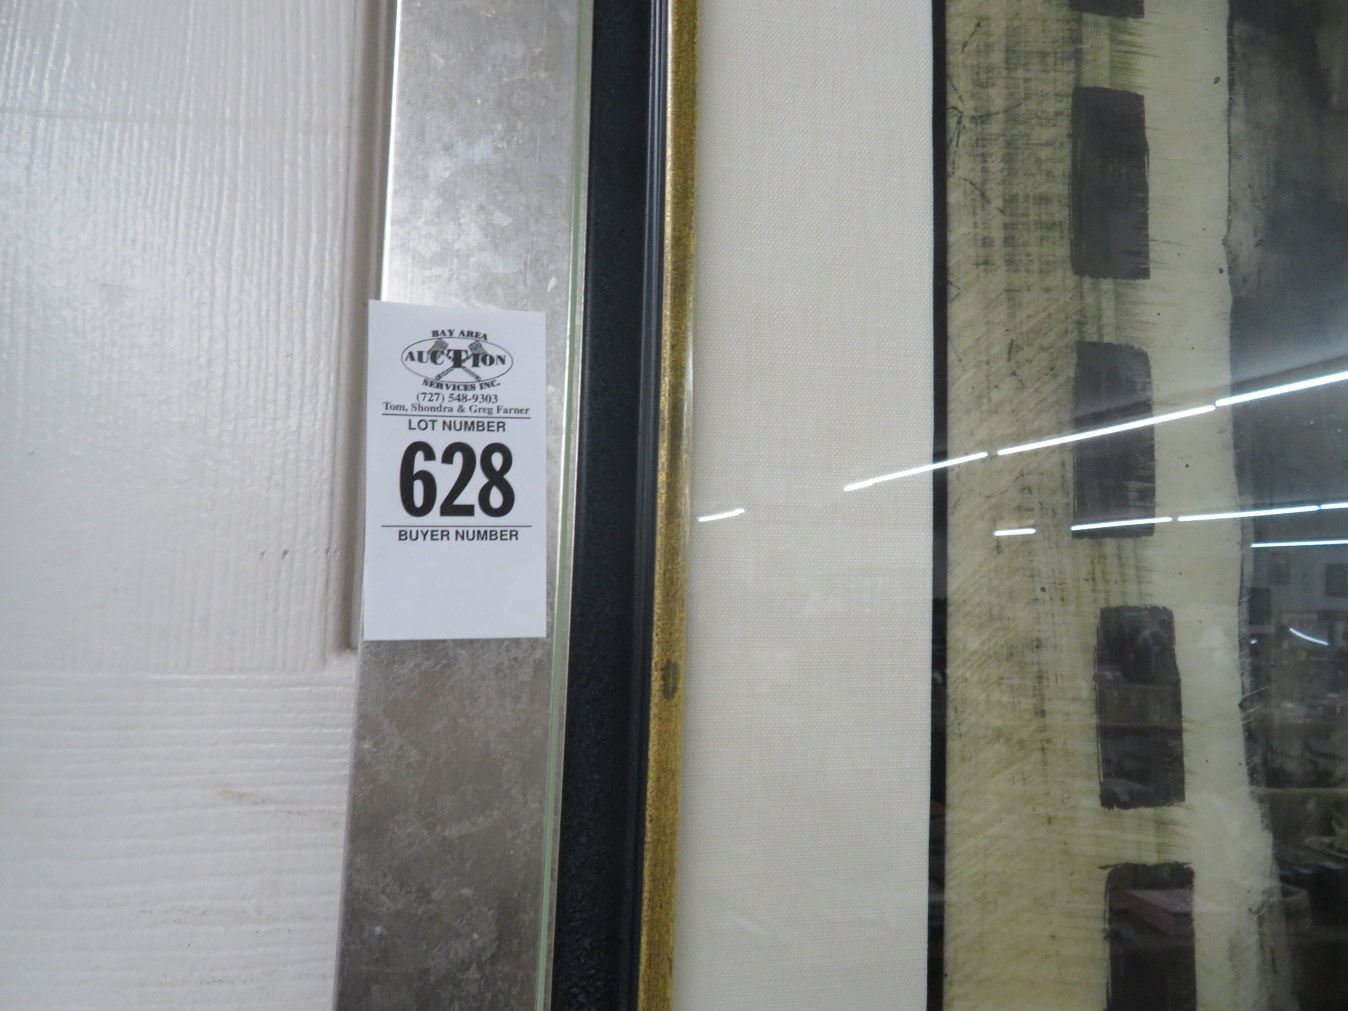 BAY AREA
AUCTION
SERVICES INC.
(727) 548-9303
Tom, Shondra & Greg Farner
LOT NUMBER
628
BUYER NUMBER